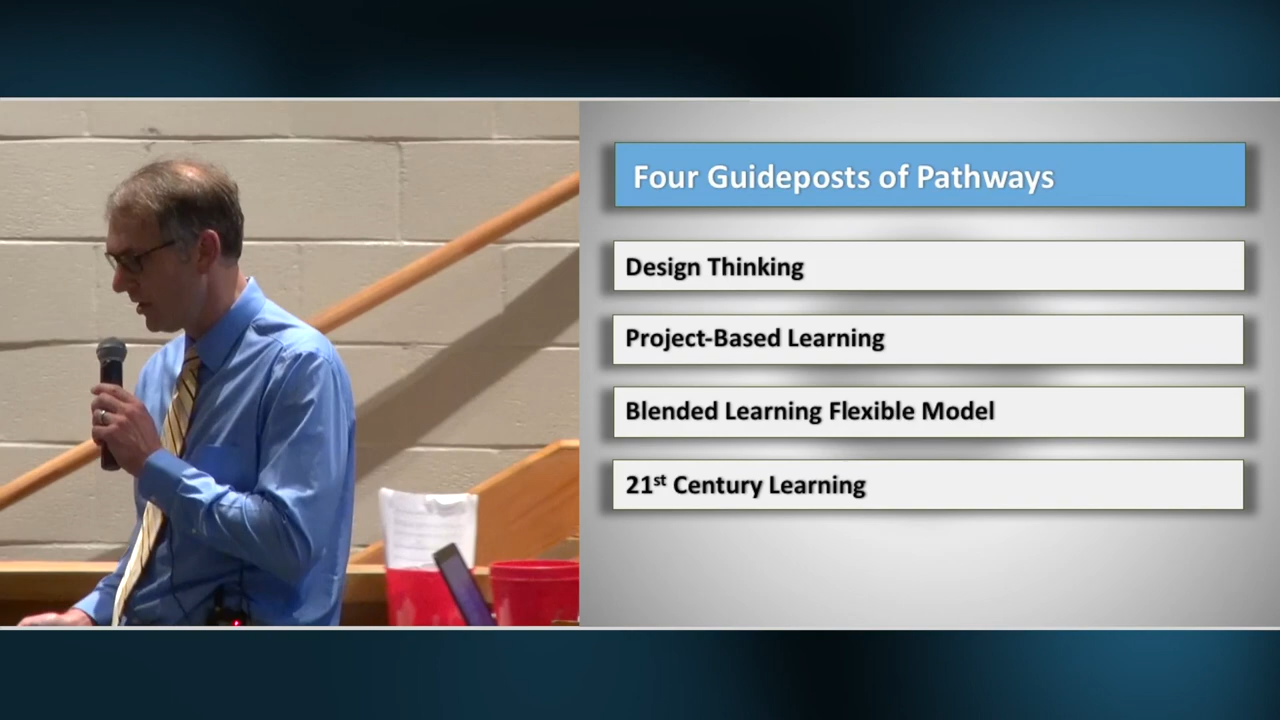 Four Guideposts of Pathways
Design Thinking
Project-Based Learning
Blended Learning Flexible Model
21st Century Learning